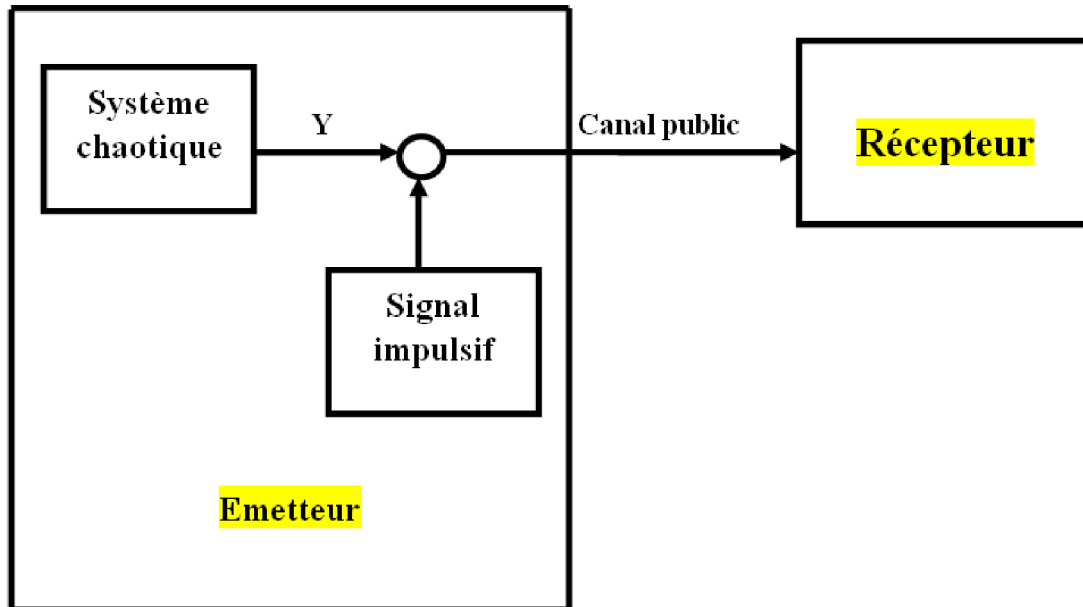 Système
chaotique
Y
Canal public
Récepteur
Signal
impulsif
Emetteur